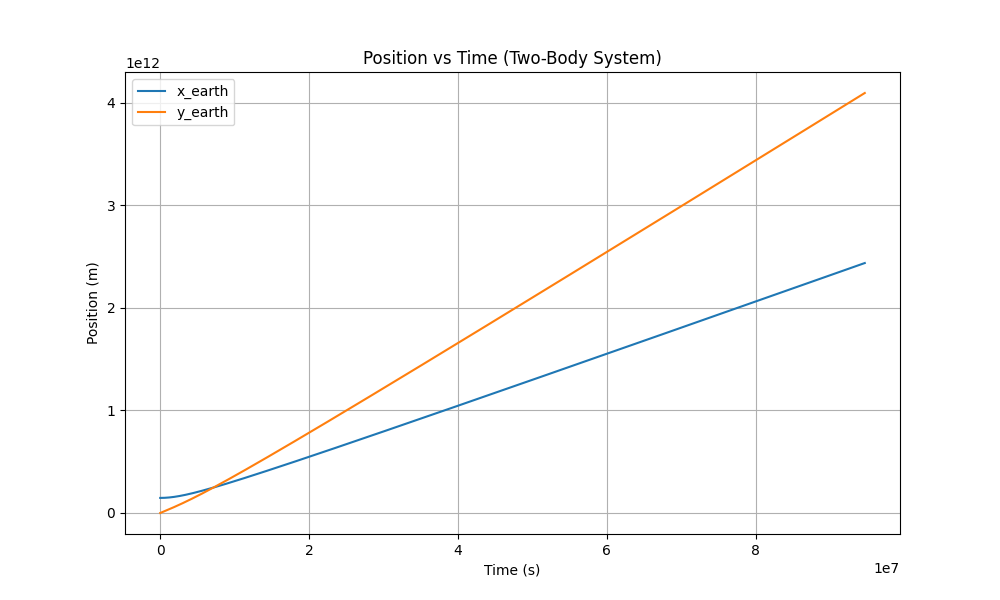 Position vs Time (Two-Body System)
1e12
x_earth
y_earth
4
3
2
1
0
Position (m)
0 2 4 6 8
1e7
Time (s)